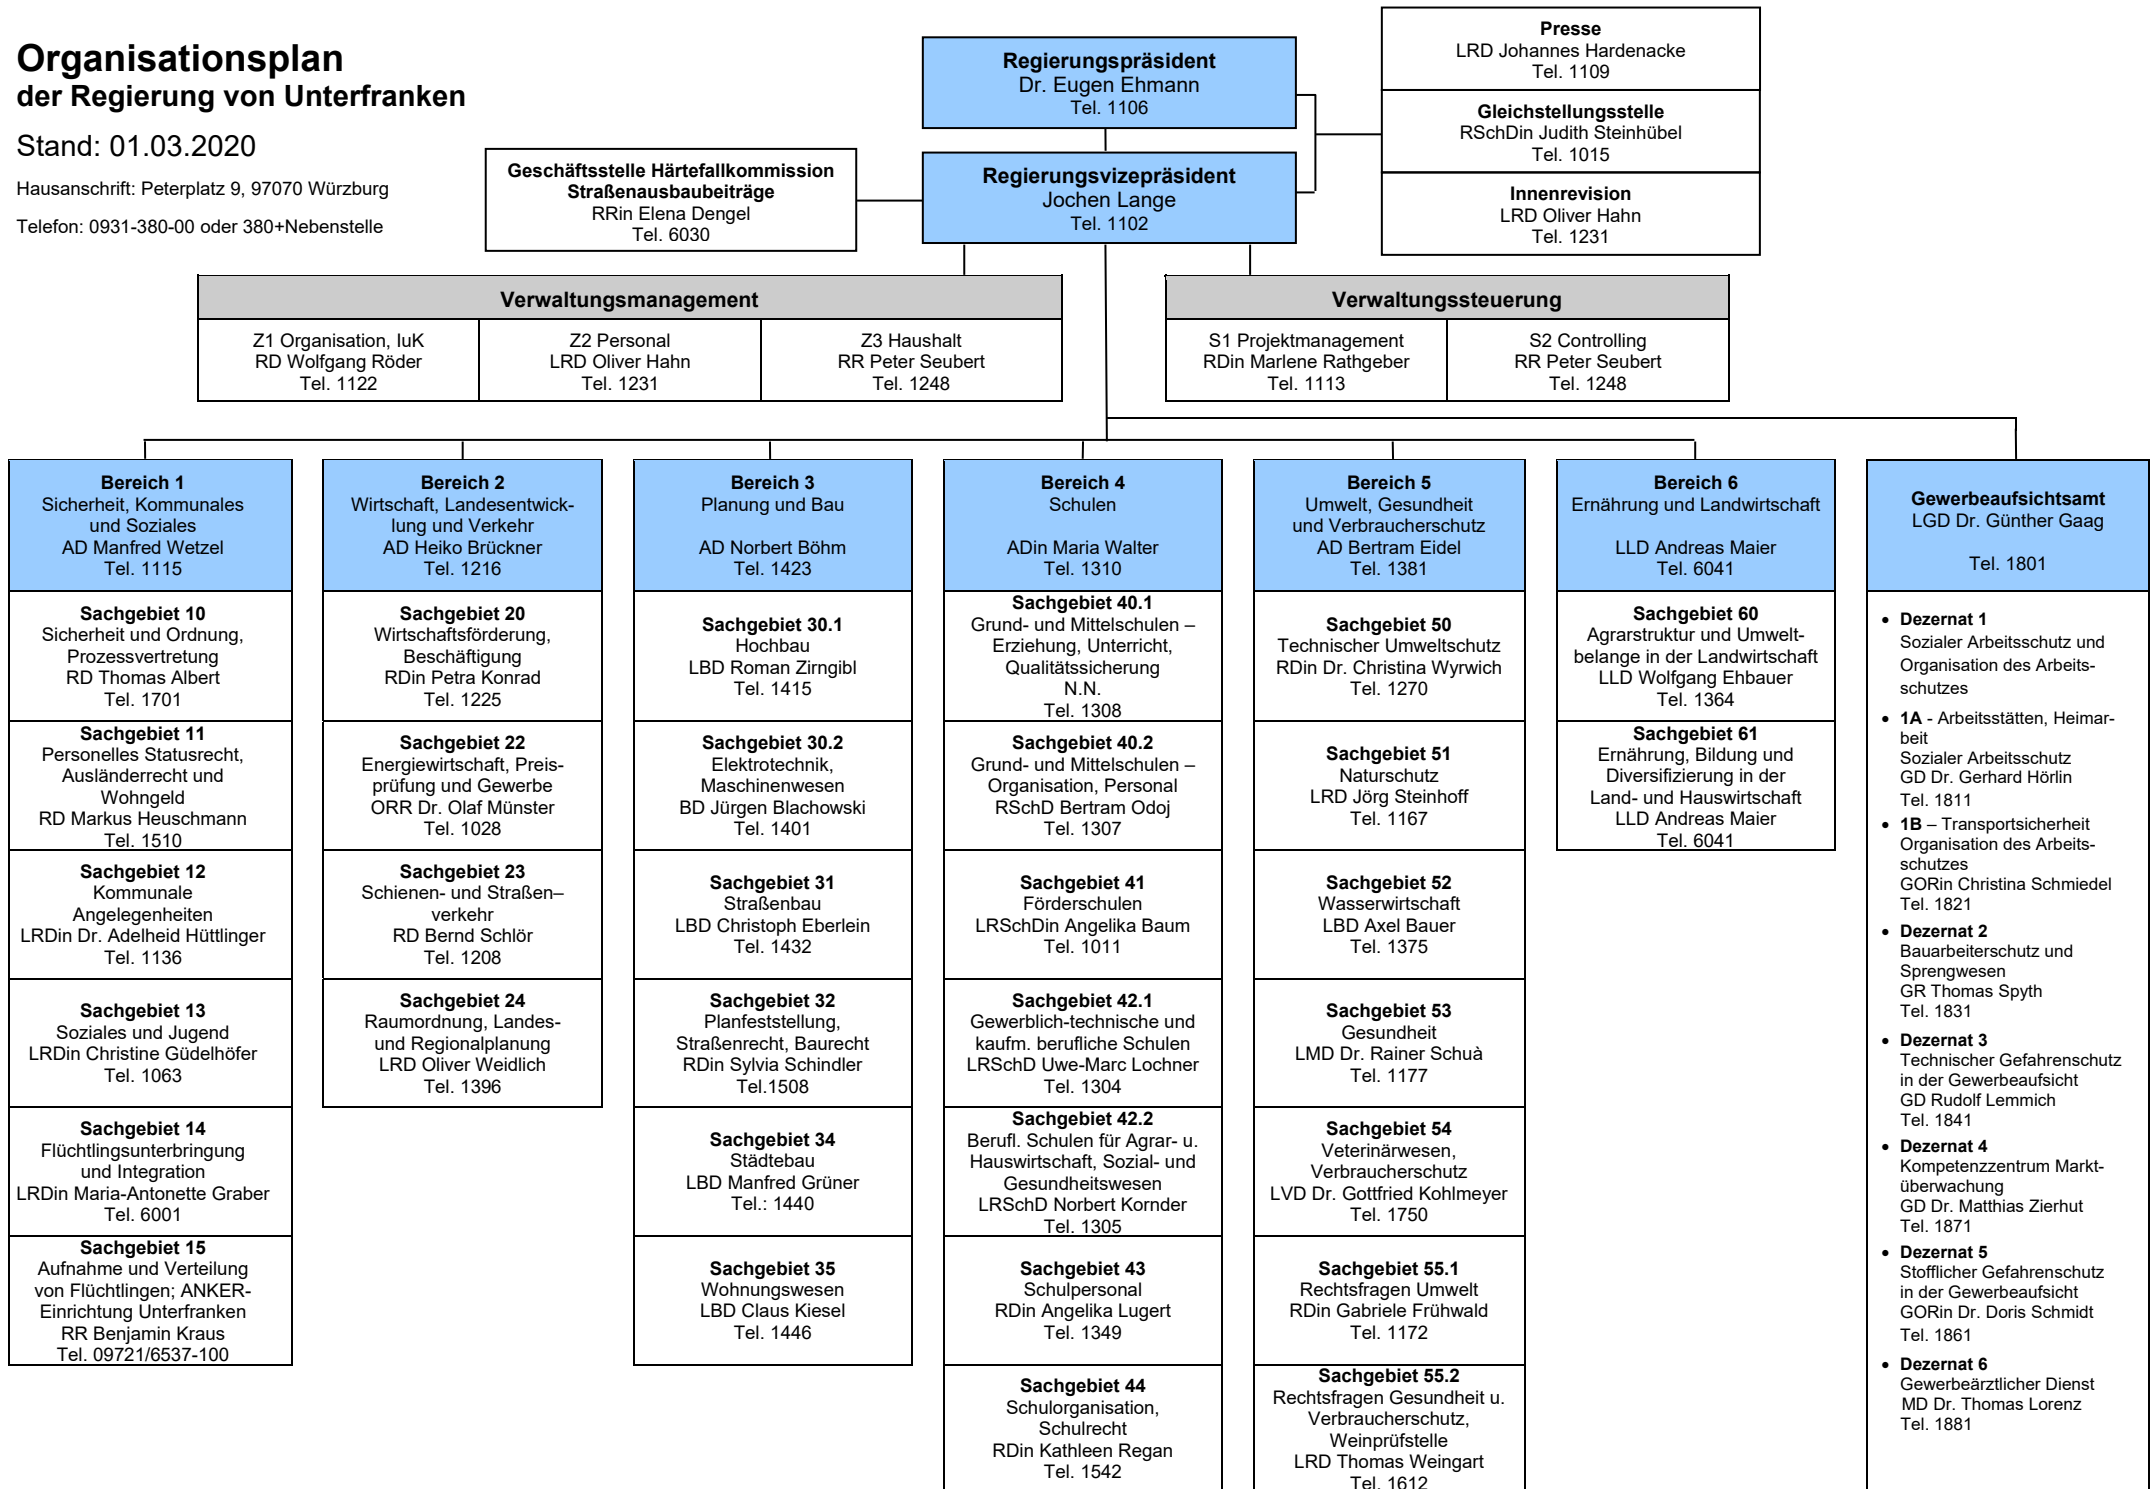 Organisationsplan
der Regierung von Unterfranken
Stand: 01.03.2020
Hausanschrift: Peterplatz 9, 97070 Würzburg
Telefon: 0931-380-00 oder 380+Nebenstelle
Regierungspräsident
Dr. Eugen Ehmann
Tel. 1106
Presse
LRD Johannes Hardenacke
Tel. 1109
Gleichstellungsstelle
RSchDin Judith Steinhübel
Tel. 1015
Innenrevision
LRD Oliver Hahn
Tel. 1231
Geschäftsstelle Härtefallkommission
Straßenausbaubeiträge
RRin Elena Dengel
Tel. 6030
Regierungsvizepräsident
Jochen Lange
Tel. 1102
Verwaltungsmanagement
Z1 Organisation, IuK
RD Wolfgang Röder
Tel. 1122
Z2 Personal
LRD Oliver Hahn
Tel. 1231
Z3 Haushalt
RR Peter Seubert
Tel. 1248
Verwaltungssteuerung
S1 Projektmanagement
RDin Marlene Rathgeber
Tel. 1113
S2 Controlling
RR Peter Seubert
Tel. 1248
Bereich 1
Sicherheit, Kommunales
und Soziales
AD Manfred Wetzel
Tel. 1115
Sachgebiet 10
Sicherheit und Ordnung,
Prozessvertretung
RD Thomas Albert
Tel. 1701
Sachgebiet 11
Personelles Statusrecht,
Ausländerrecht und
Wohngeld
RD Markus Heuschmann
Tel. 1510
Sachgebiet 12
Kommunale
Angelegenheiten
LRDin Dr. Adelheid Hüttlinger
Tel. 1136
Sachgebiet 13
Soziales und Jugend
LRDin Christine Güdelhöfer
Tel. 1063
Sachgebiet 14
Flüchtlingsunterbringung
und Integration
LRDin Maria-Antonette Graber
Tel. 6001
Sachgebiet 15
Aufnahme und Verteilung
von Flüchtlingen; ANKER-
Einrichtung Unterfranken
RR Benjamin Kraus
Tel. 09721/6537-100
Bereich 2
Wirtschaft, Landesentwick-
lung und Verkehr
AD Heiko Brückner
Tel. 1216
Sachgebiet 20
Wirtschaftsförderung,
Beschäftigung
RDin Petra Konrad
Tel. 1225
Sachgebiet 22
Energiewirtschaft, Preis-
prüfung und Gewerbe
ORR Dr. Olaf Münster
Tel. 1028
Sachgebiet 23
Schienen- und Straßen–
verkehr
RD Bernd Schlör
Tel. 1208
Sachgebiet 24
Raumordnung, Landes-
und Regionalplanung
LRD Oliver Weidlich
Tel. 1396
Bereich 3
Planung und Bau
AD Norbert Böhm
Tel. 1423
Sachgebiet 30.1
Hochbau
LBD Roman Zirngibl
Tel. 1415
Sachgebiet 30.2
Elektrotechnik,
Maschinenwesen
BD Jürgen Blachowski
Tel. 1401
Sachgebiet 31
Straßenbau
LBD Christoph Eberlein
Tel. 1432
Sachgebiet 32
Planfeststellung,
Straßenrecht, Baurecht
RDin Sylvia Schindler
Tel.1508
Sachgebiet 34
Städtebau
LBD Manfred Grüner
Tel.: 1440
Sachgebiet 35
Wohnungswesen
LBD Claus Kiesel
Tel. 1446
Bereich 4
Schulen
ADin Maria Walter
Tel. 1310
Sachgebiet 40.1
Grund- und Mittelschulen –
Erziehung, Unterricht,
Qualitätssicherung
N.N.
Tel. 1308
Sachgebiet 40.2
Grund- und Mittelschulen –
Organisation, Personal
RSchD Bertram Odoj
Tel. 1307
Sachgebiet 41
Förderschulen
LRSchDin Angelika Baum
Tel. 1011
Sachgebiet 42.1
Gewerblich-technische und
kaufm. berufliche Schulen
LRSchD Uwe-Marc Lochner
Tel. 1304
Sachgebiet 42.2
Berufl. Schulen für Agrar- u.
Hauswirtschaft, Sozial- und
Gesundheitswesen
LRSchD Norbert Kornder
Tel. 1305
Sachgebiet 43
Schulpersonal
RDin Angelika Lugert
Tel. 1349
Sachgebiet 44
Schulorganisation,
Schulrecht
RDin Kathleen Regan
Tel. 1542
Bereich 5
Umwelt, Gesundheit
und Verbraucherschutz
AD Bertram Eidel
Tel. 1381
Sachgebiet 50
Technischer Umweltschutz
RDin Dr. Christina Wyrwich
Tel. 1270
Sachgebiet 51
Naturschutz
LRD Jörg Steinhoff
Tel. 1167
Sachgebiet 52
Wasserwirtschaft
LBD Axel Bauer
Tel. 1375
Sachgebiet 53
Gesundheit
LMD Dr. Rainer Schuà
Tel. 1177
Sachgebiet 54
Veterinärwesen,
Verbraucherschutz
LVD Dr. Gottfried Kohlmeyer
Tel. 1750
Sachgebiet 55.1
Rechtsfragen Umwelt
RDin Gabriele Frühwald
Tel. 1172
Sachgebiet 55.2
Rechtsfragen Gesundheit u.
Verbraucherschutz,
Weinprüfstelle
LRD Thomas Weingart
Tel. 1612
Bereich 6
Ernährung und Landwirtschaft
LLD Andreas Maier
Tel. 6041
Sachgebiet 60
Agrarstruktur und Umwelt-
belange in der Landwirtschaft
LLD Wolfgang Ehbauer
Tel. 1364
Sachgebiet 61
Ernährung, Bildung und
Diversifizierung in der
Land- und Hauswirtschaft
LLD Andreas Maier
Tel. 6041
Gewerbeaufsichtsamt
LGD Dr. Günther Gaag
Tel. 1801
• Dezernat 1
Sozialer Arbeitsschutz und
Organisation des Arbeits-
schutzes
• 1A - Arbeitsstätten, Heimar-
beit
Sozialer Arbeitsschutz
GD Dr. Gerhard Hörlin
Tel. 1811
• 1B – Transportsicherheit
Organisation des Arbeits-
schutzes
GORin Christina Schmiedel
Tel. 1821
• Dezernat 2
Bauarbeiterschutz und
Sprengwesen
GR Thomas Spyth
Tel. 1831
• Dezernat 3
Technischer Gefahrenschutz
in der Gewerbeaufsicht
GD Rudolf Lemmich
Tel. 1841
• Dezernat 4
Kompetenzzentrum Markt-
überwachung
GD Dr. Matthias Zierhut
Tel. 1871
• Dezernat 5
Stofflicher Gefahrenschutz
in der Gewerbeaufsicht
GORin Dr. Doris Schmidt
Tel. 1861
• Dezernat 6
Gewerbeärztlicher Dienst
MD Dr. Thomas Lorenz
Tel. 1881